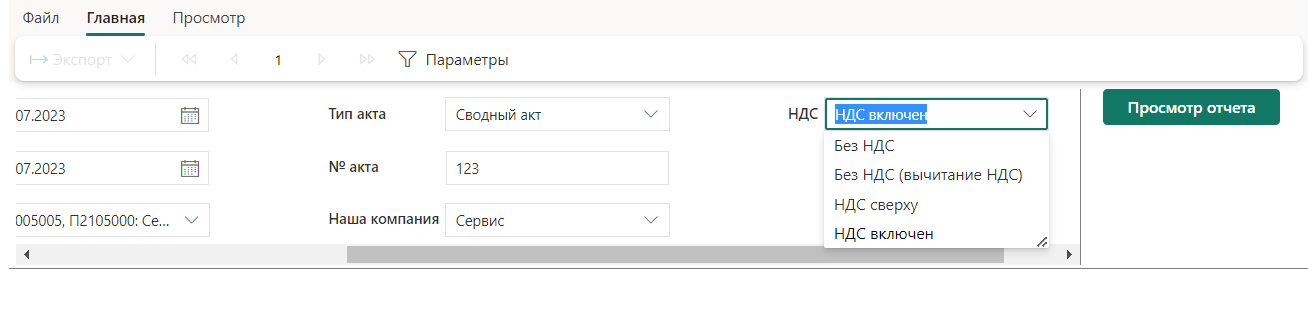 Файл Главная Просмотр
Экспорт 1 Параметры
07.2023 Тип акта Сводный акт НДС НДС включен Просмотр отчета
Без НДС
07.2023 № акта 123
Без НДС (вычитание НДС)
НДС сверху
005005, П2105000: Се... Наша компания Сервис
НДС включен